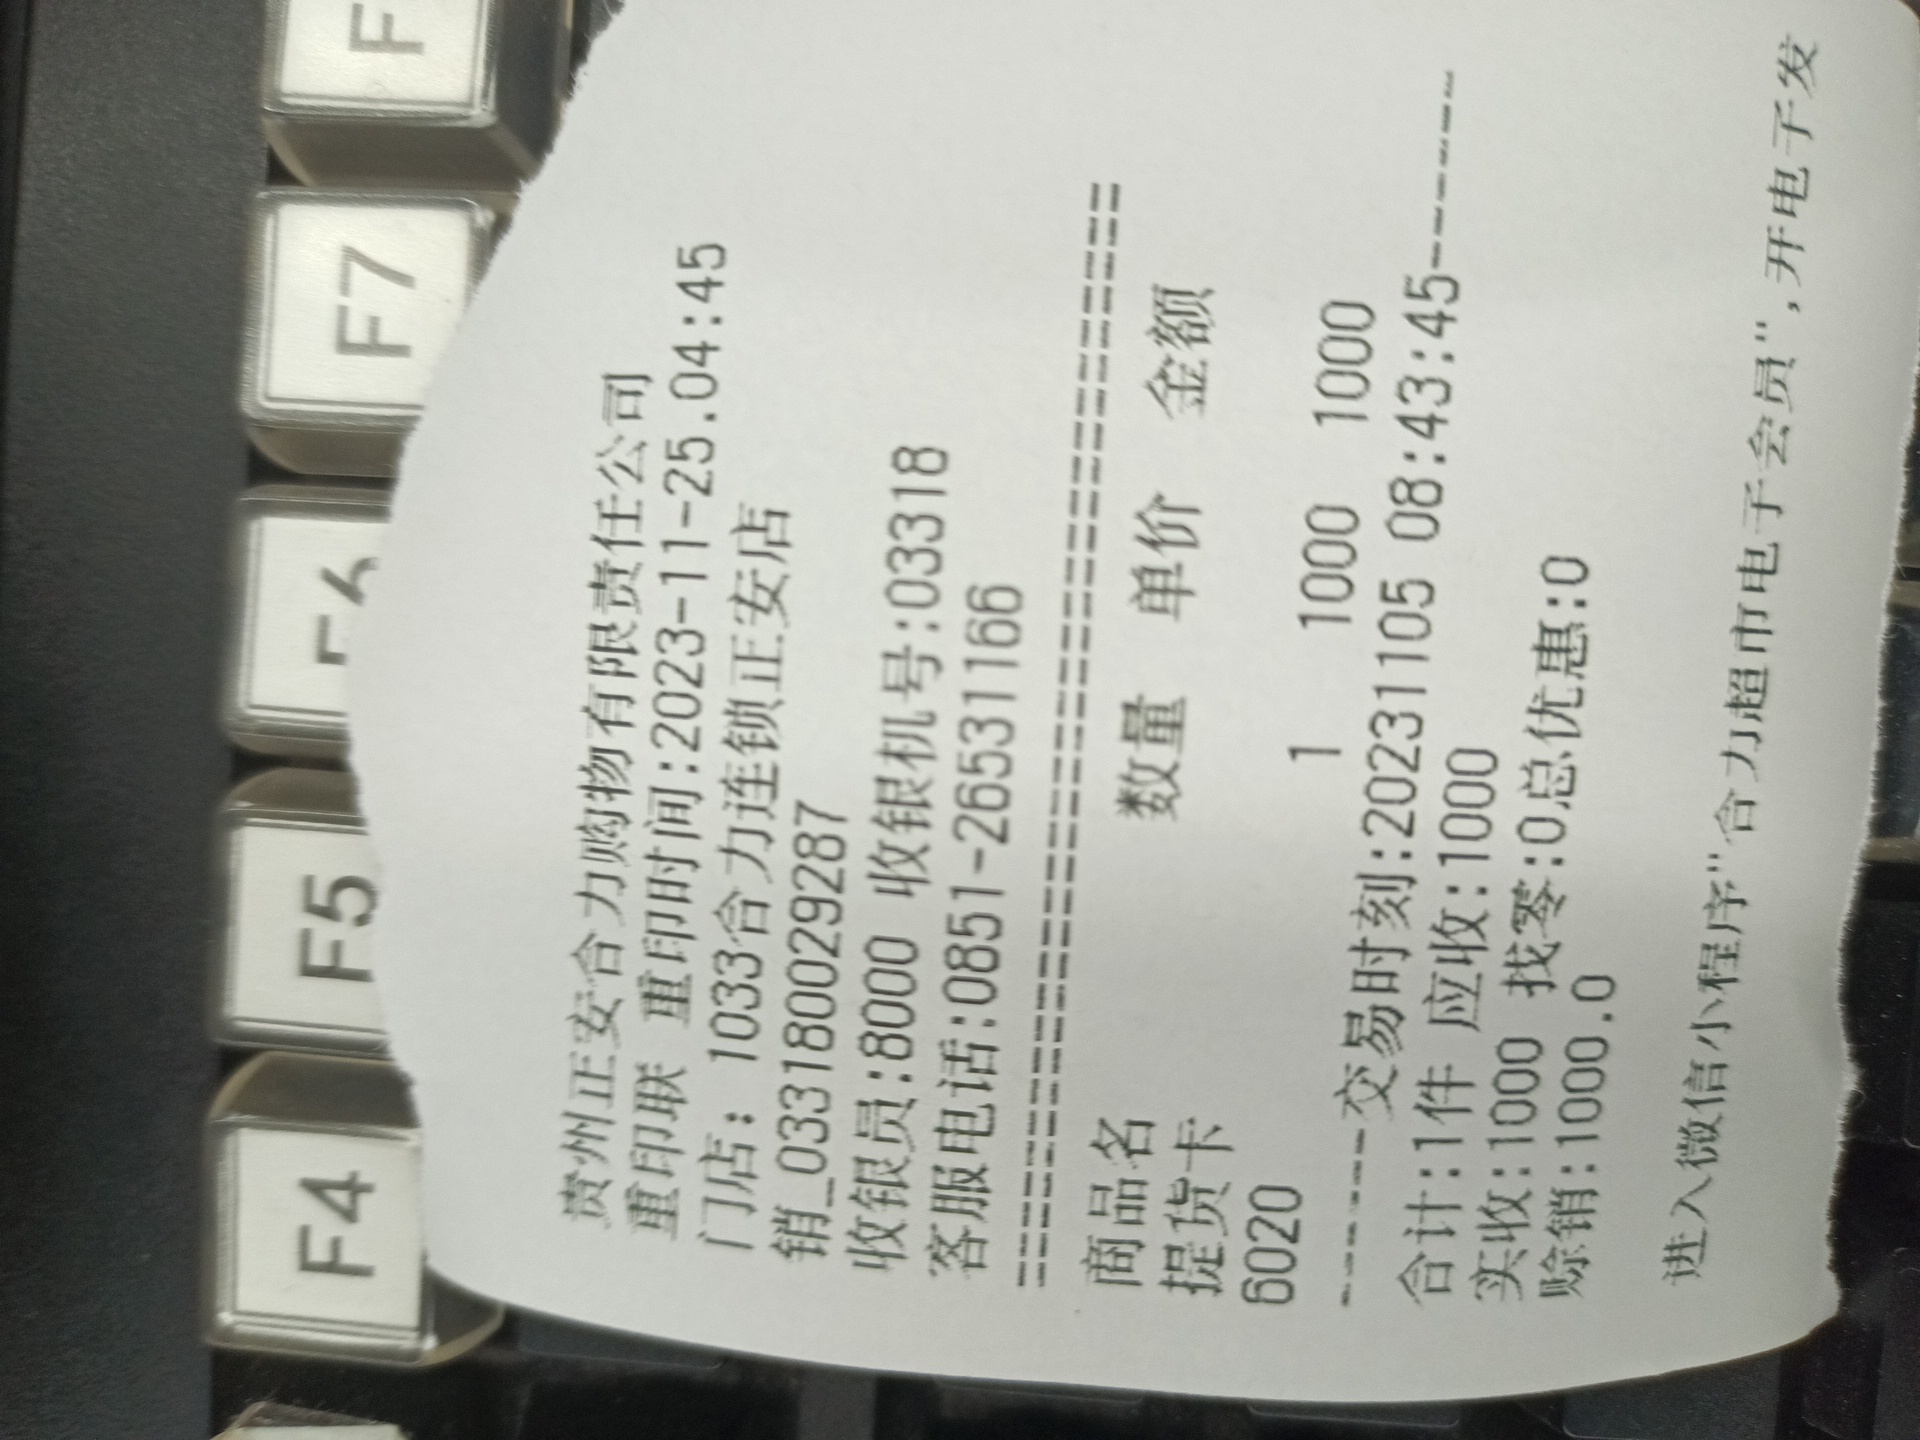 贵州正安合力购物有限责任公司
重印联 重印时间:2023-11-25.04:45
门店: 1033合力连锁正安店
销_0331800029287
收银员:8000 收银机号:03318
客服电话:0851-26531166
================================
商品名 数量 单价 金额
提货卡
6020 1 1000 1000
-----交易时刻:20231105 08:43:45------
合计:1件 应收:1000
实收:1000 找零:0总优惠:0
赊销:1000.0
进入微信小程序"合力超市电子会员",开电子发
F4
F5
F6
F7
F